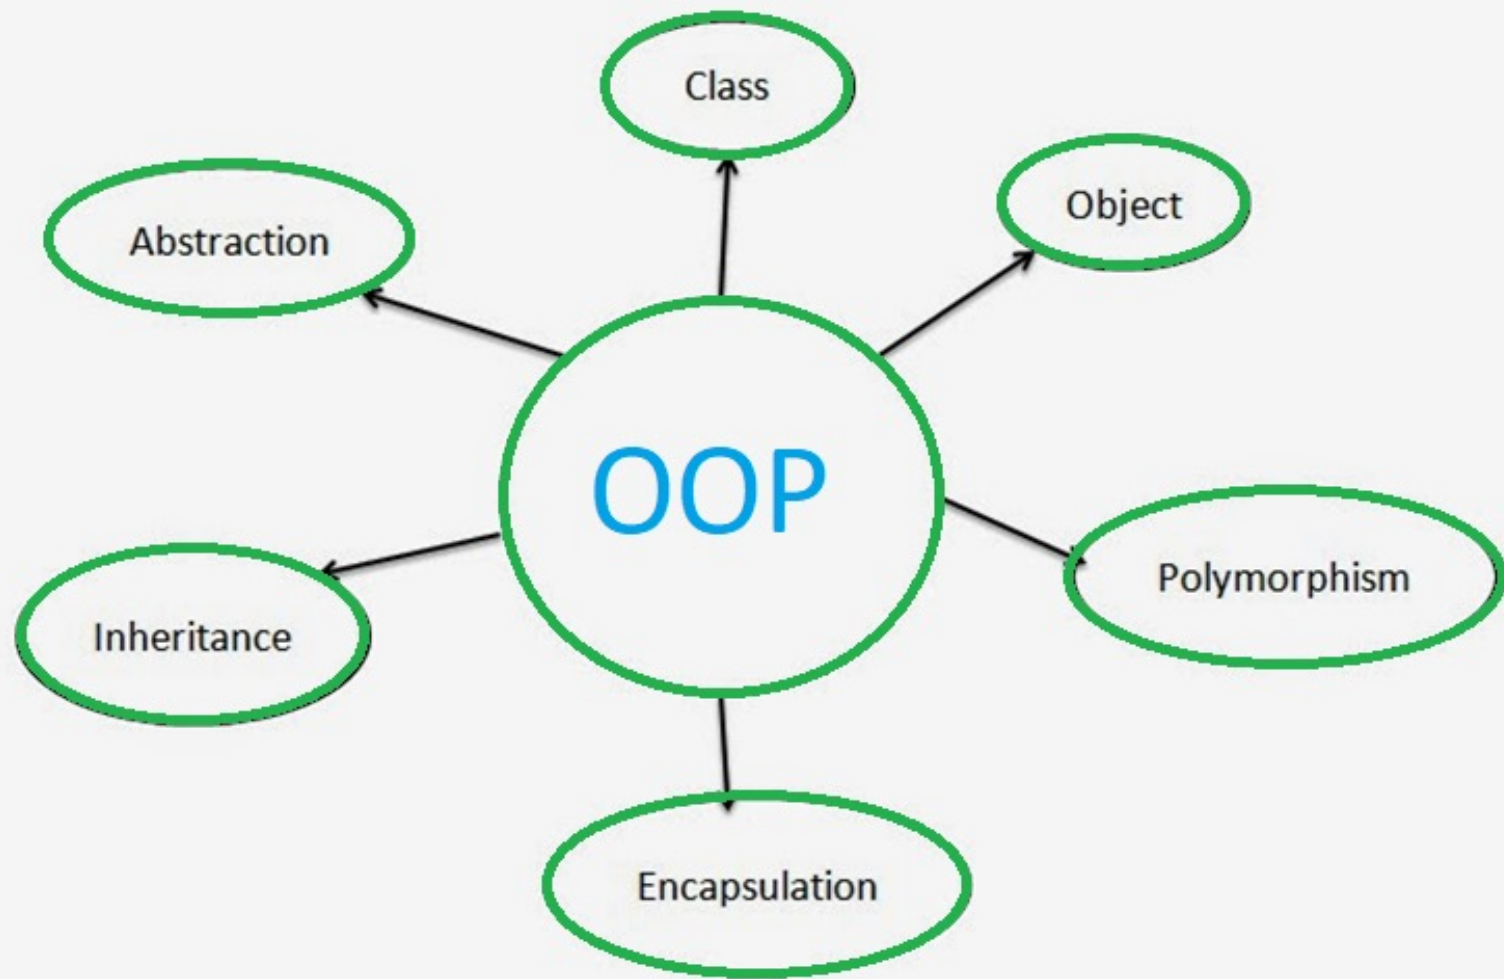 Class
Object
Abstraction
OOP
Polymorphism
Inheritance
Encapsulation